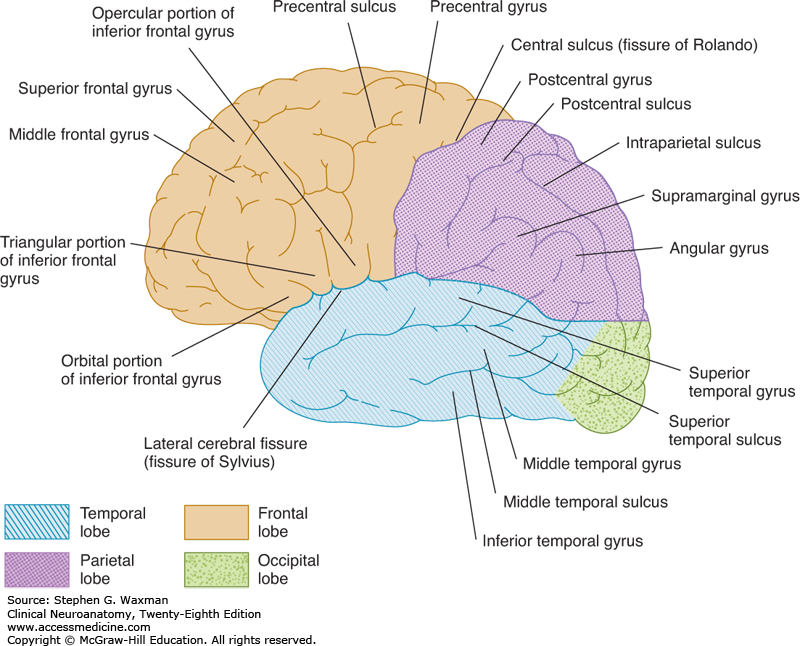 Opercular portion of
inferior frontal gyrus
Precentral sulcus
Precentral gyrus
Central sulcus (fissure of Rolando)
Superior frontal gyrus
Postcentral gyrus
Postcentral sulcus
Middle frontal gyrus
Intraparietal sulcus
Supramarginal gyrus
Triangular portion
of inferior frontal
gyrus
Angular gyrus
Orbital portion
of inferior frontal gyrus
Superior
temporal gyrus
Superior
temporal sulcus
Lateral cerebral fissure
(fissure of Sylvius)
Middle temporal gyrus
Middle temporal sulcus
Inferior temporal gyrus
Temporal
lobe
Frontal
lobe
Parietal
lobe
Occipital
lobe
Source: Stephen G. Waxman
Clinical Neuroanatomy, Twenty-Eighth Edition
www.accessmedicine.com
Copyright © McGraw-Hill Education. All rights reserved.